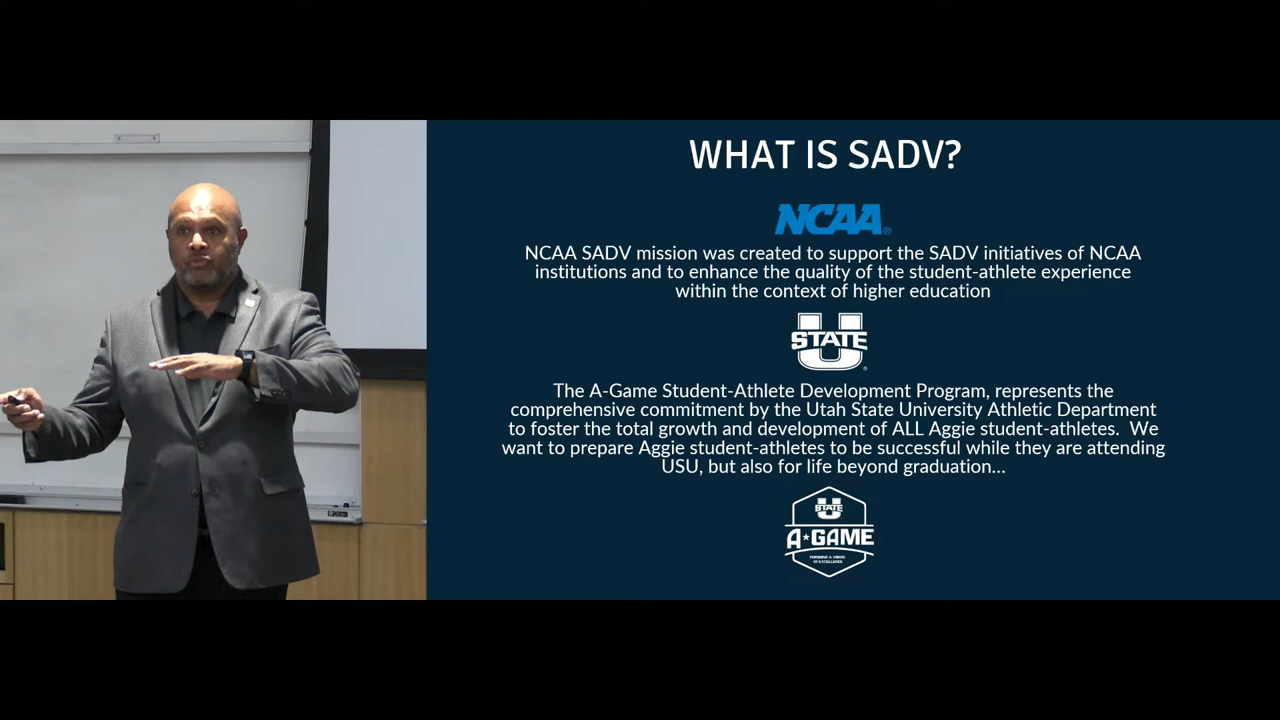 WHAT IS SADV?
NCAA®
NCAA SADV mission was created to support the SADV initiatives of NCAA
institutions and to enhance the quality of the student-athlete experience
within the context of higher education
U STATE®
The A-Game Student-Athlete Development Program, represents the
comprehensive commitment by the Utah State University Athletic Department
to foster the total growth and development of ALL Aggie student-athletes.  We
want to prepare Aggie student-athletes to be successful while they are attending
USU, but also for life beyond graduation...
U STATE
A★GAME
PURSUING A VISION
OF EXCELLENCE